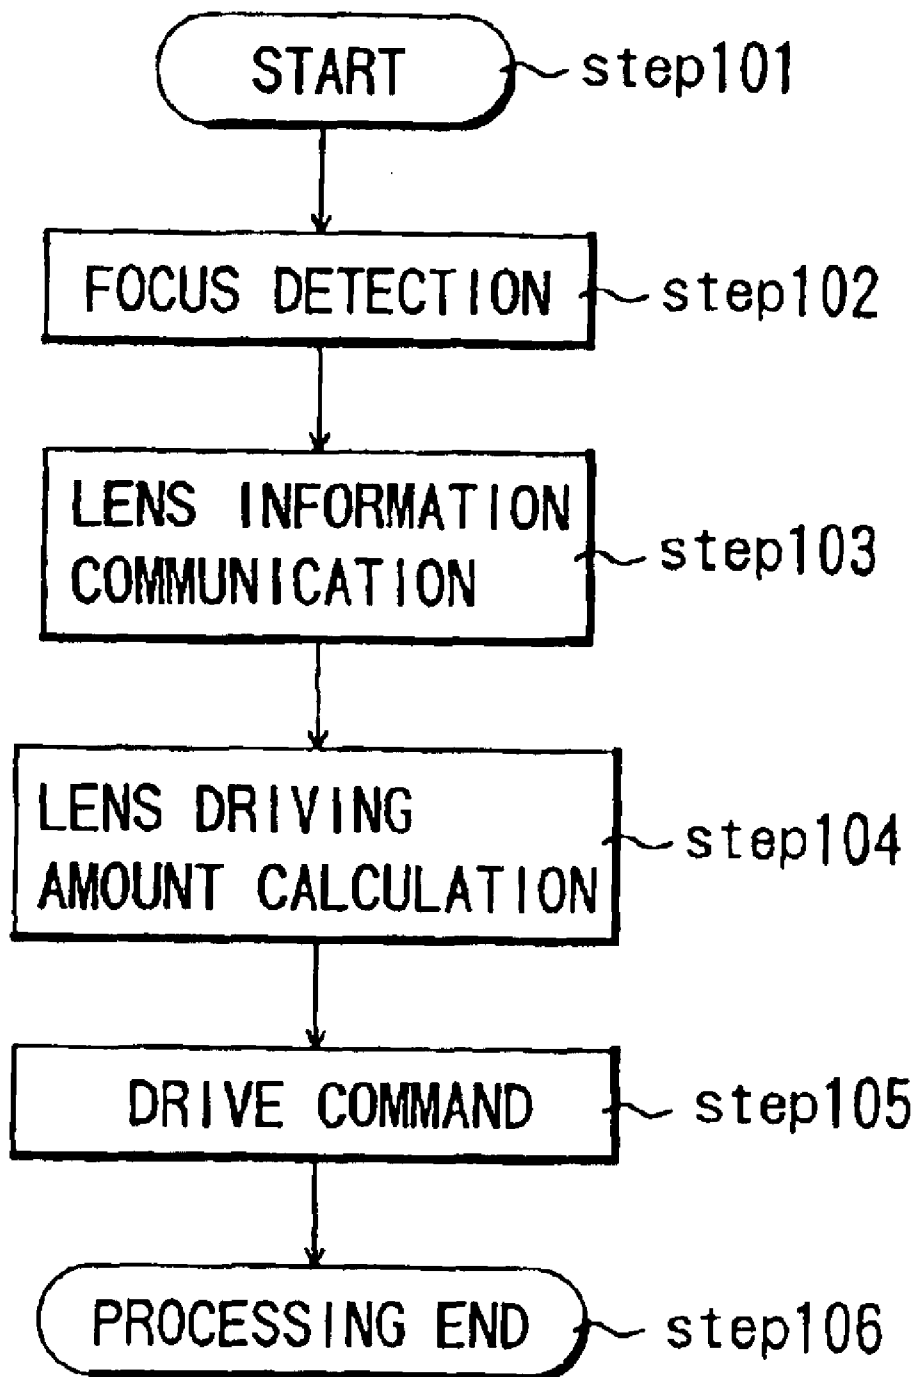 START step101
FOCUS DETECTION step102
LENS INFORMATION
COMMUNICATION step103
LENS DRIVING
AMOUNT CALCULATION step104
DRIVE COMMAND step105
PROCESSING END step106